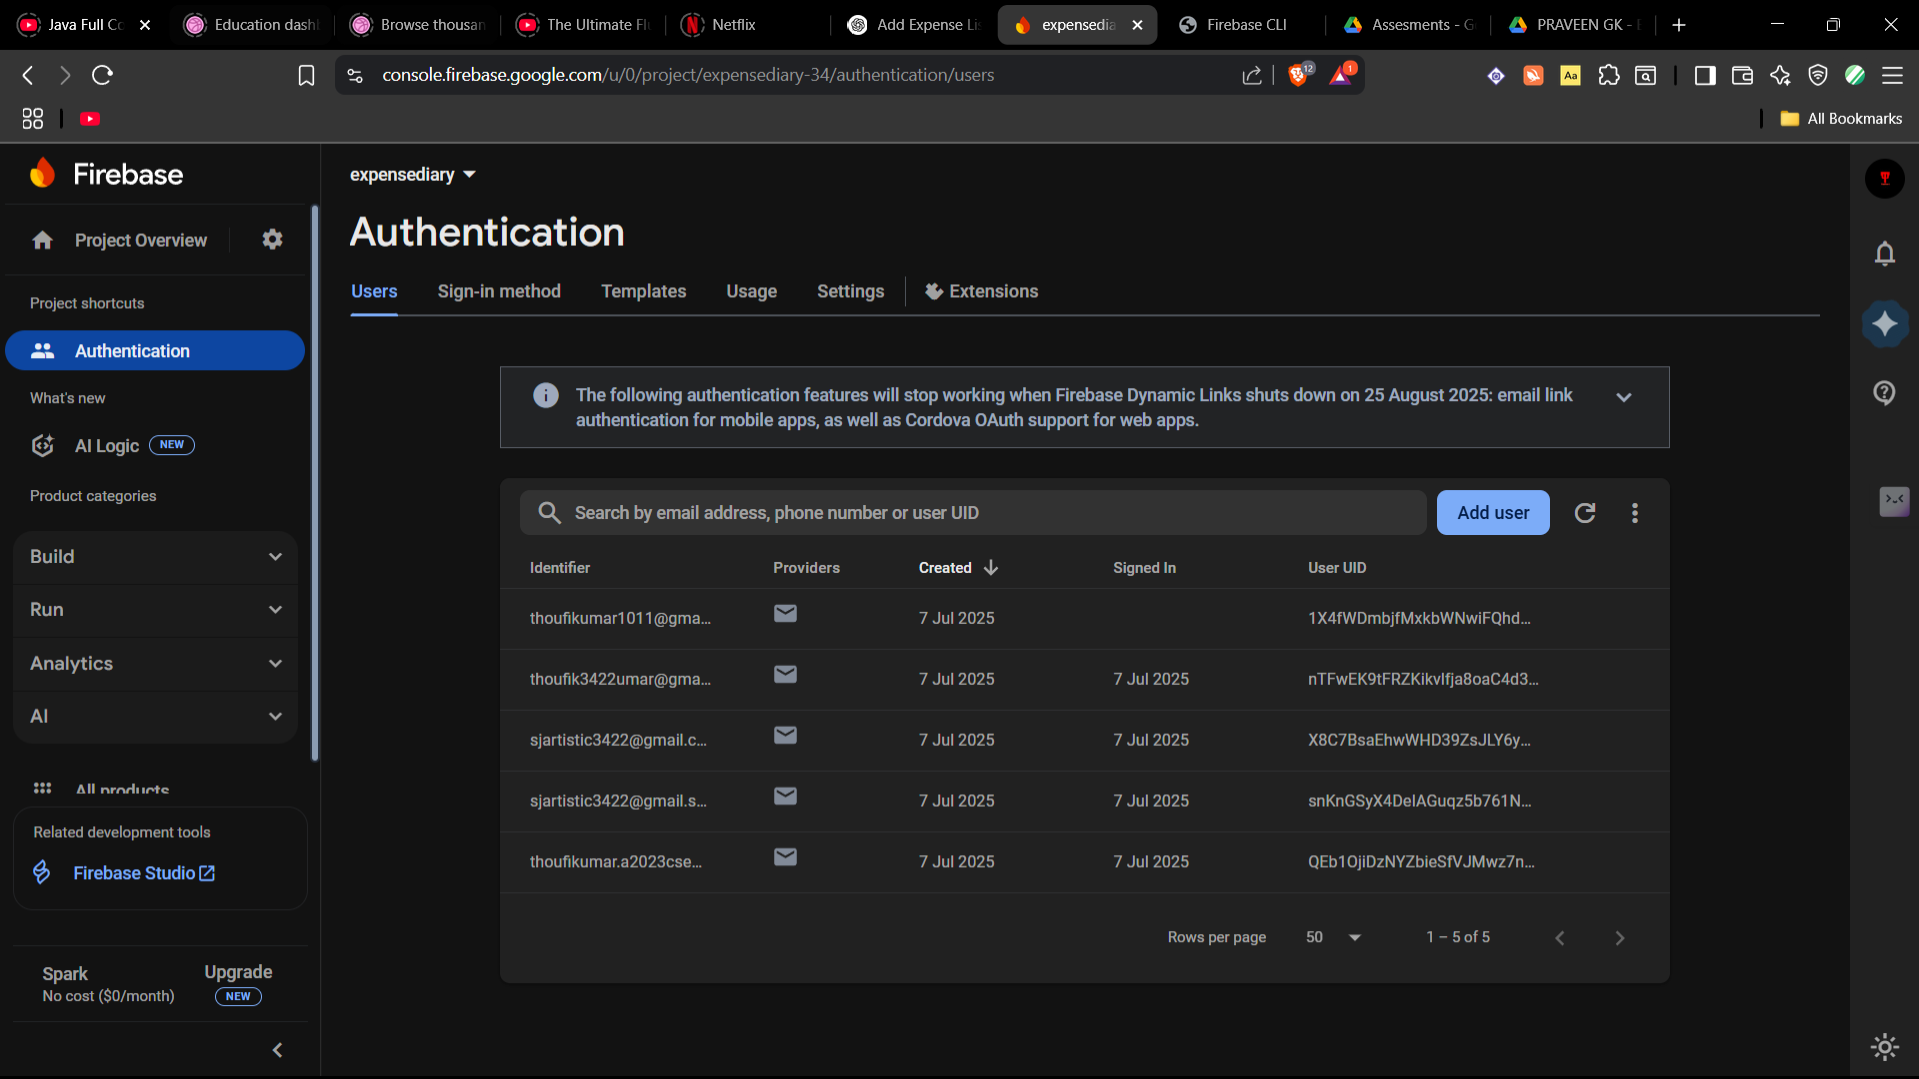 Java Full Co
Education dashb
Browse thousan
The Ultimate Flu
Netflix
Add Expense Lis
expensedia
Firebase CLI
Assesments - G
PRAVEEN GK -
console.firebase.google.com/u/0/project/expensediary-34/authentication/users
12
1
Aa
All Bookmarks
Firebase
expensediary
Project Overview
Authentication
Users
Sign-in method
Templates
Usage
Settings
Extensions
Project shortcuts
Authentication
What's new
AI Logic
NEW
Product categories
Build
Run
Analytics
AI
All products
Related development tools
Firebase Studio
Spark
No cost ($0/month)
Upgrade
NEW
The following authentication features will stop working when Firebase Dynamic Links shuts down on 25 August 2025: email link
authentication for mobile apps, as well as Cordova OAuth support for web apps.
Search by email address, phone number or user UID
Add user
Identifier Providers Created Signed In User UID
thoufikumar1011@gma... 7 Jul 2025 1X4fWDmbjfMxkbWNwiFQhd...
thoufik3422umar@gma... 7 Jul 2025 7 Jul 2025 nTFwEK9tFRZKikvlfja8oaC4d3...
sjartistic3422@gmail.c... 7 Jul 2025 7 Jul 2025 X8C7BsaEhwWHD39ZsJLY6y...
sjartistic3422@gmail.s... 7 Jul 2025 7 Jul 2025 snKnGSyX4DelAGuqz5b761N...
thoufikumar.a2023cse... 7 Jul 2025 7 Jul 2025 QEb1OjiDzNYZbieSfVJMwz7n...
Rows per page 50 1 – 5 of 5